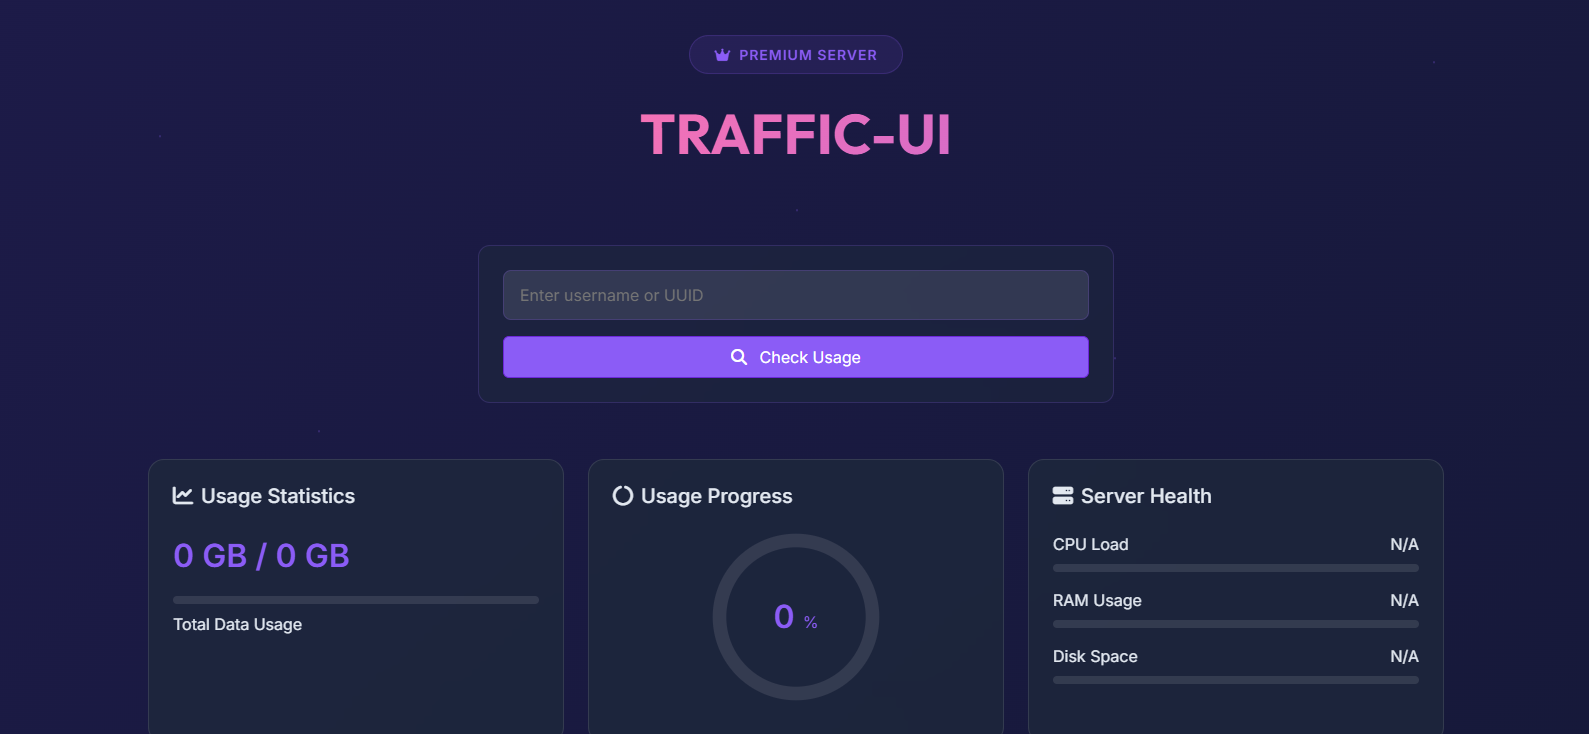 PREMIUM SERVER
TRAFFIC-UI
Enter username or UUID
Check Usage
Usage Statistics
0 GB / 0 GB
Total Data Usage
Usage Progress
0 %
Server Health
CPU Load N/A
RAM Usage N/A
Disk Space N/A